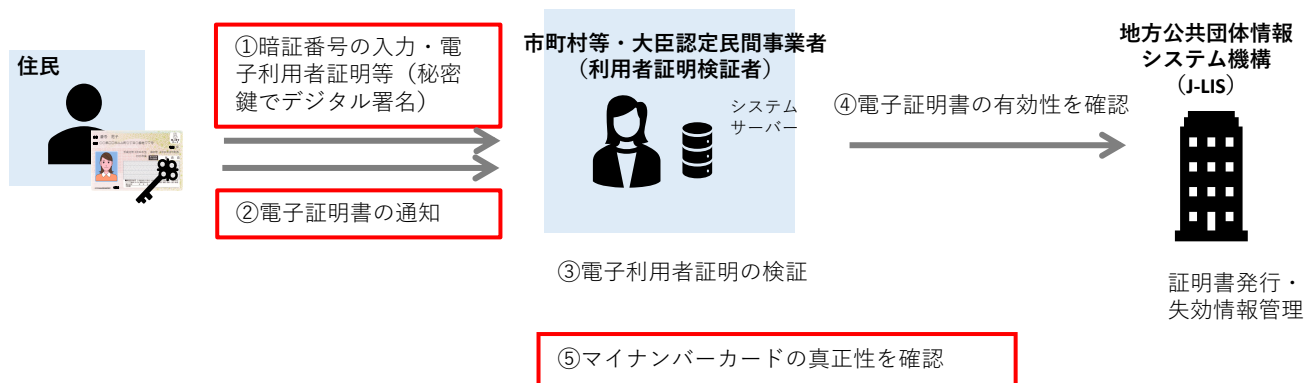 住民
①暗証番号の入力・電
子利用者証明等（秘密
鍵でデジタル署名）
②電子証明書の通知
市町村等・大臣認定民間事業者
（利用者証明検証者）
システム
サーバー
③電子利用者証明の検証
④電子証明書の有効性を確認
地方公共団体情報
システム機構
（J-LIS）
証明書発行・
失効情報管理
⑤マイナンバーカードの真正性を確認